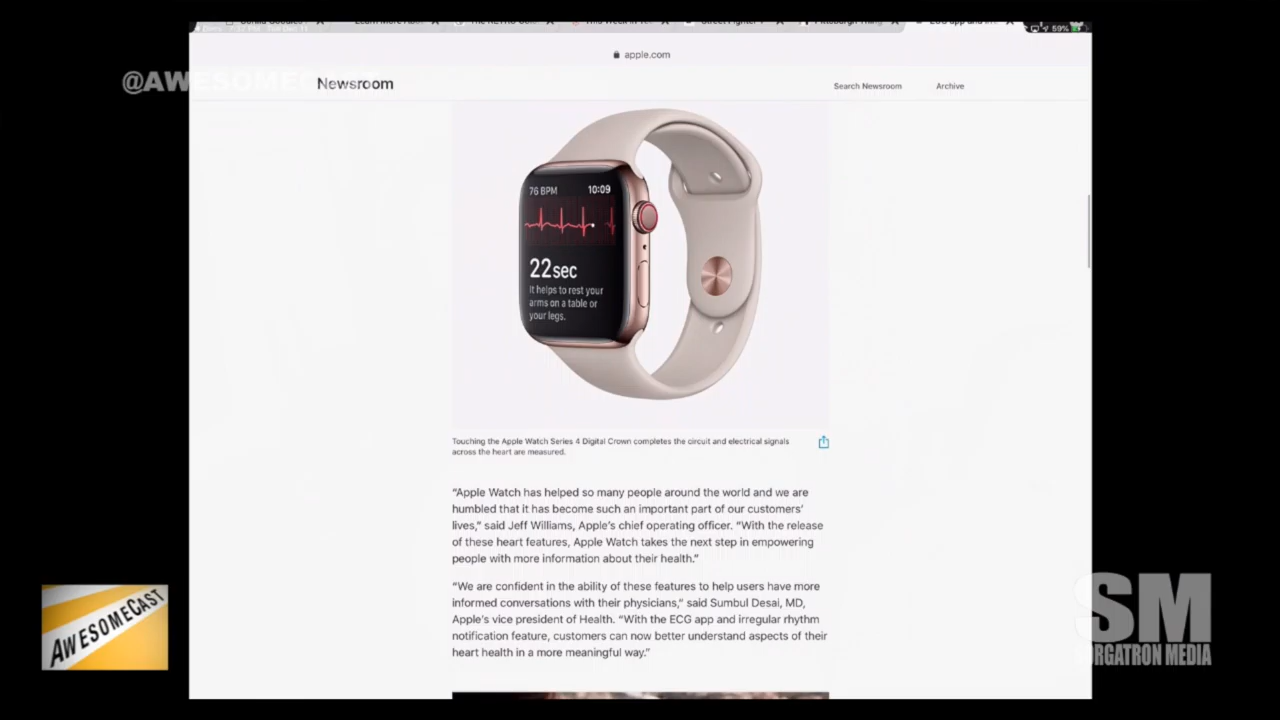 59%
apple.com
@AWESOME
Newsroom
Search Newsroom
Archive
76 BPM
10:09
22sec
It helps to rest your
arms on a table or
your legs.
Touching the Apple Watch Series 4 Digital Crown completes the circuit and electrical signals
across the heart are measured.
“Apple Watch has helped so many people around the world and we are
humbled that it has become such an important part of our customers’
lives,” said Jeff Williams, Apple’s chief operating officer. “With the release
of these heart features, Apple Watch takes the next step in empowering
people with more information about their health.”
“We are confident in the ability of these features to help users have more
informed conversations with their physicians,” said Sumbul Desai, MD,
Apple’s vice president of Health. “With the ECG app and irregular rhythm
notification feature, customers can now better understand aspects of their
heart health in a more meaningful way.”
AWESOMECAST
SM
ORGATRON MEDIA